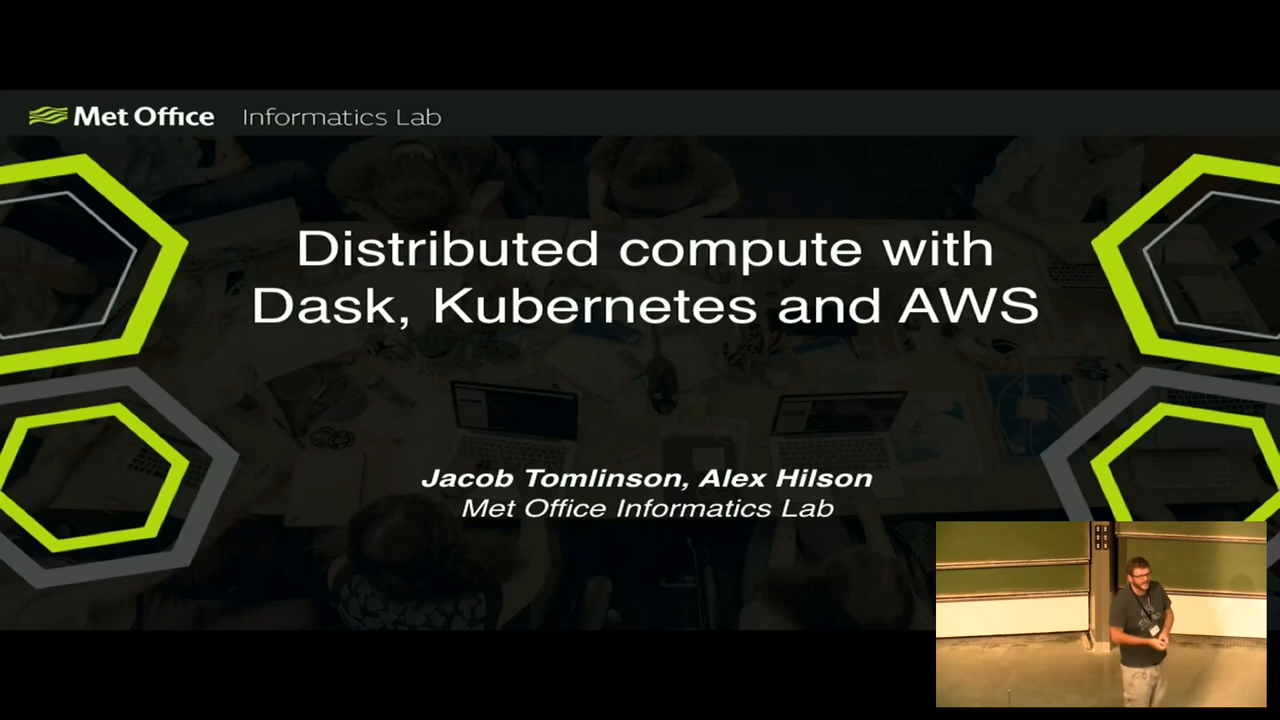 Met Office Informatics Lab
Distributed compute with
Dask, Kubernetes and AWS
Jacob Tomlinson, Alex Hilson
Met Office Informatics Lab